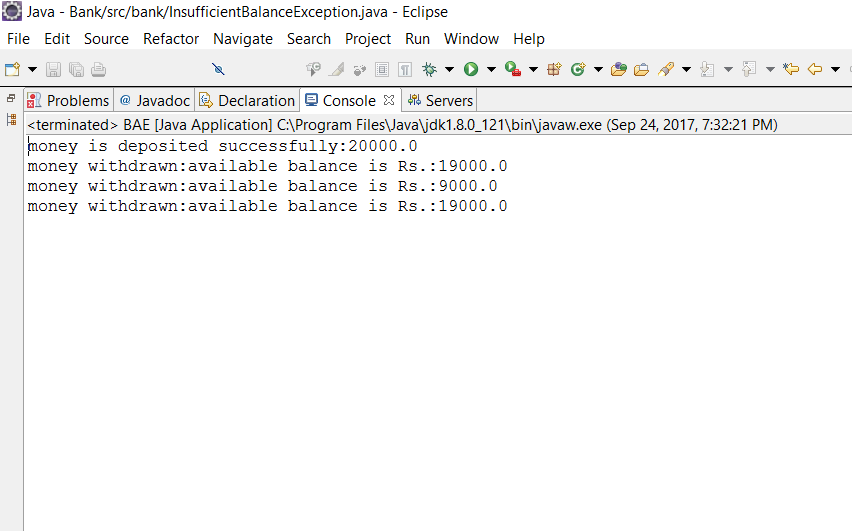 Java - Bank/src/bank/InsufficientBalanceException.java - Eclipse
File Edit Source Refactor Navigate Search Project Run Window Help
Problems @ Javadoc Declaration Console Servers
<terminated> BAE [Java Application] C:\Program Files\Java\jdk1.8.0_121\bin\javaw.exe (Sep 24, 2017, 7:32:21 PM)
money is deposited successfully:20000.0
money withdrawn:available balance is Rs.:19000.0
money withdrawn:available balance is Rs.:9000.0
money withdrawn:available balance is Rs.:19000.0